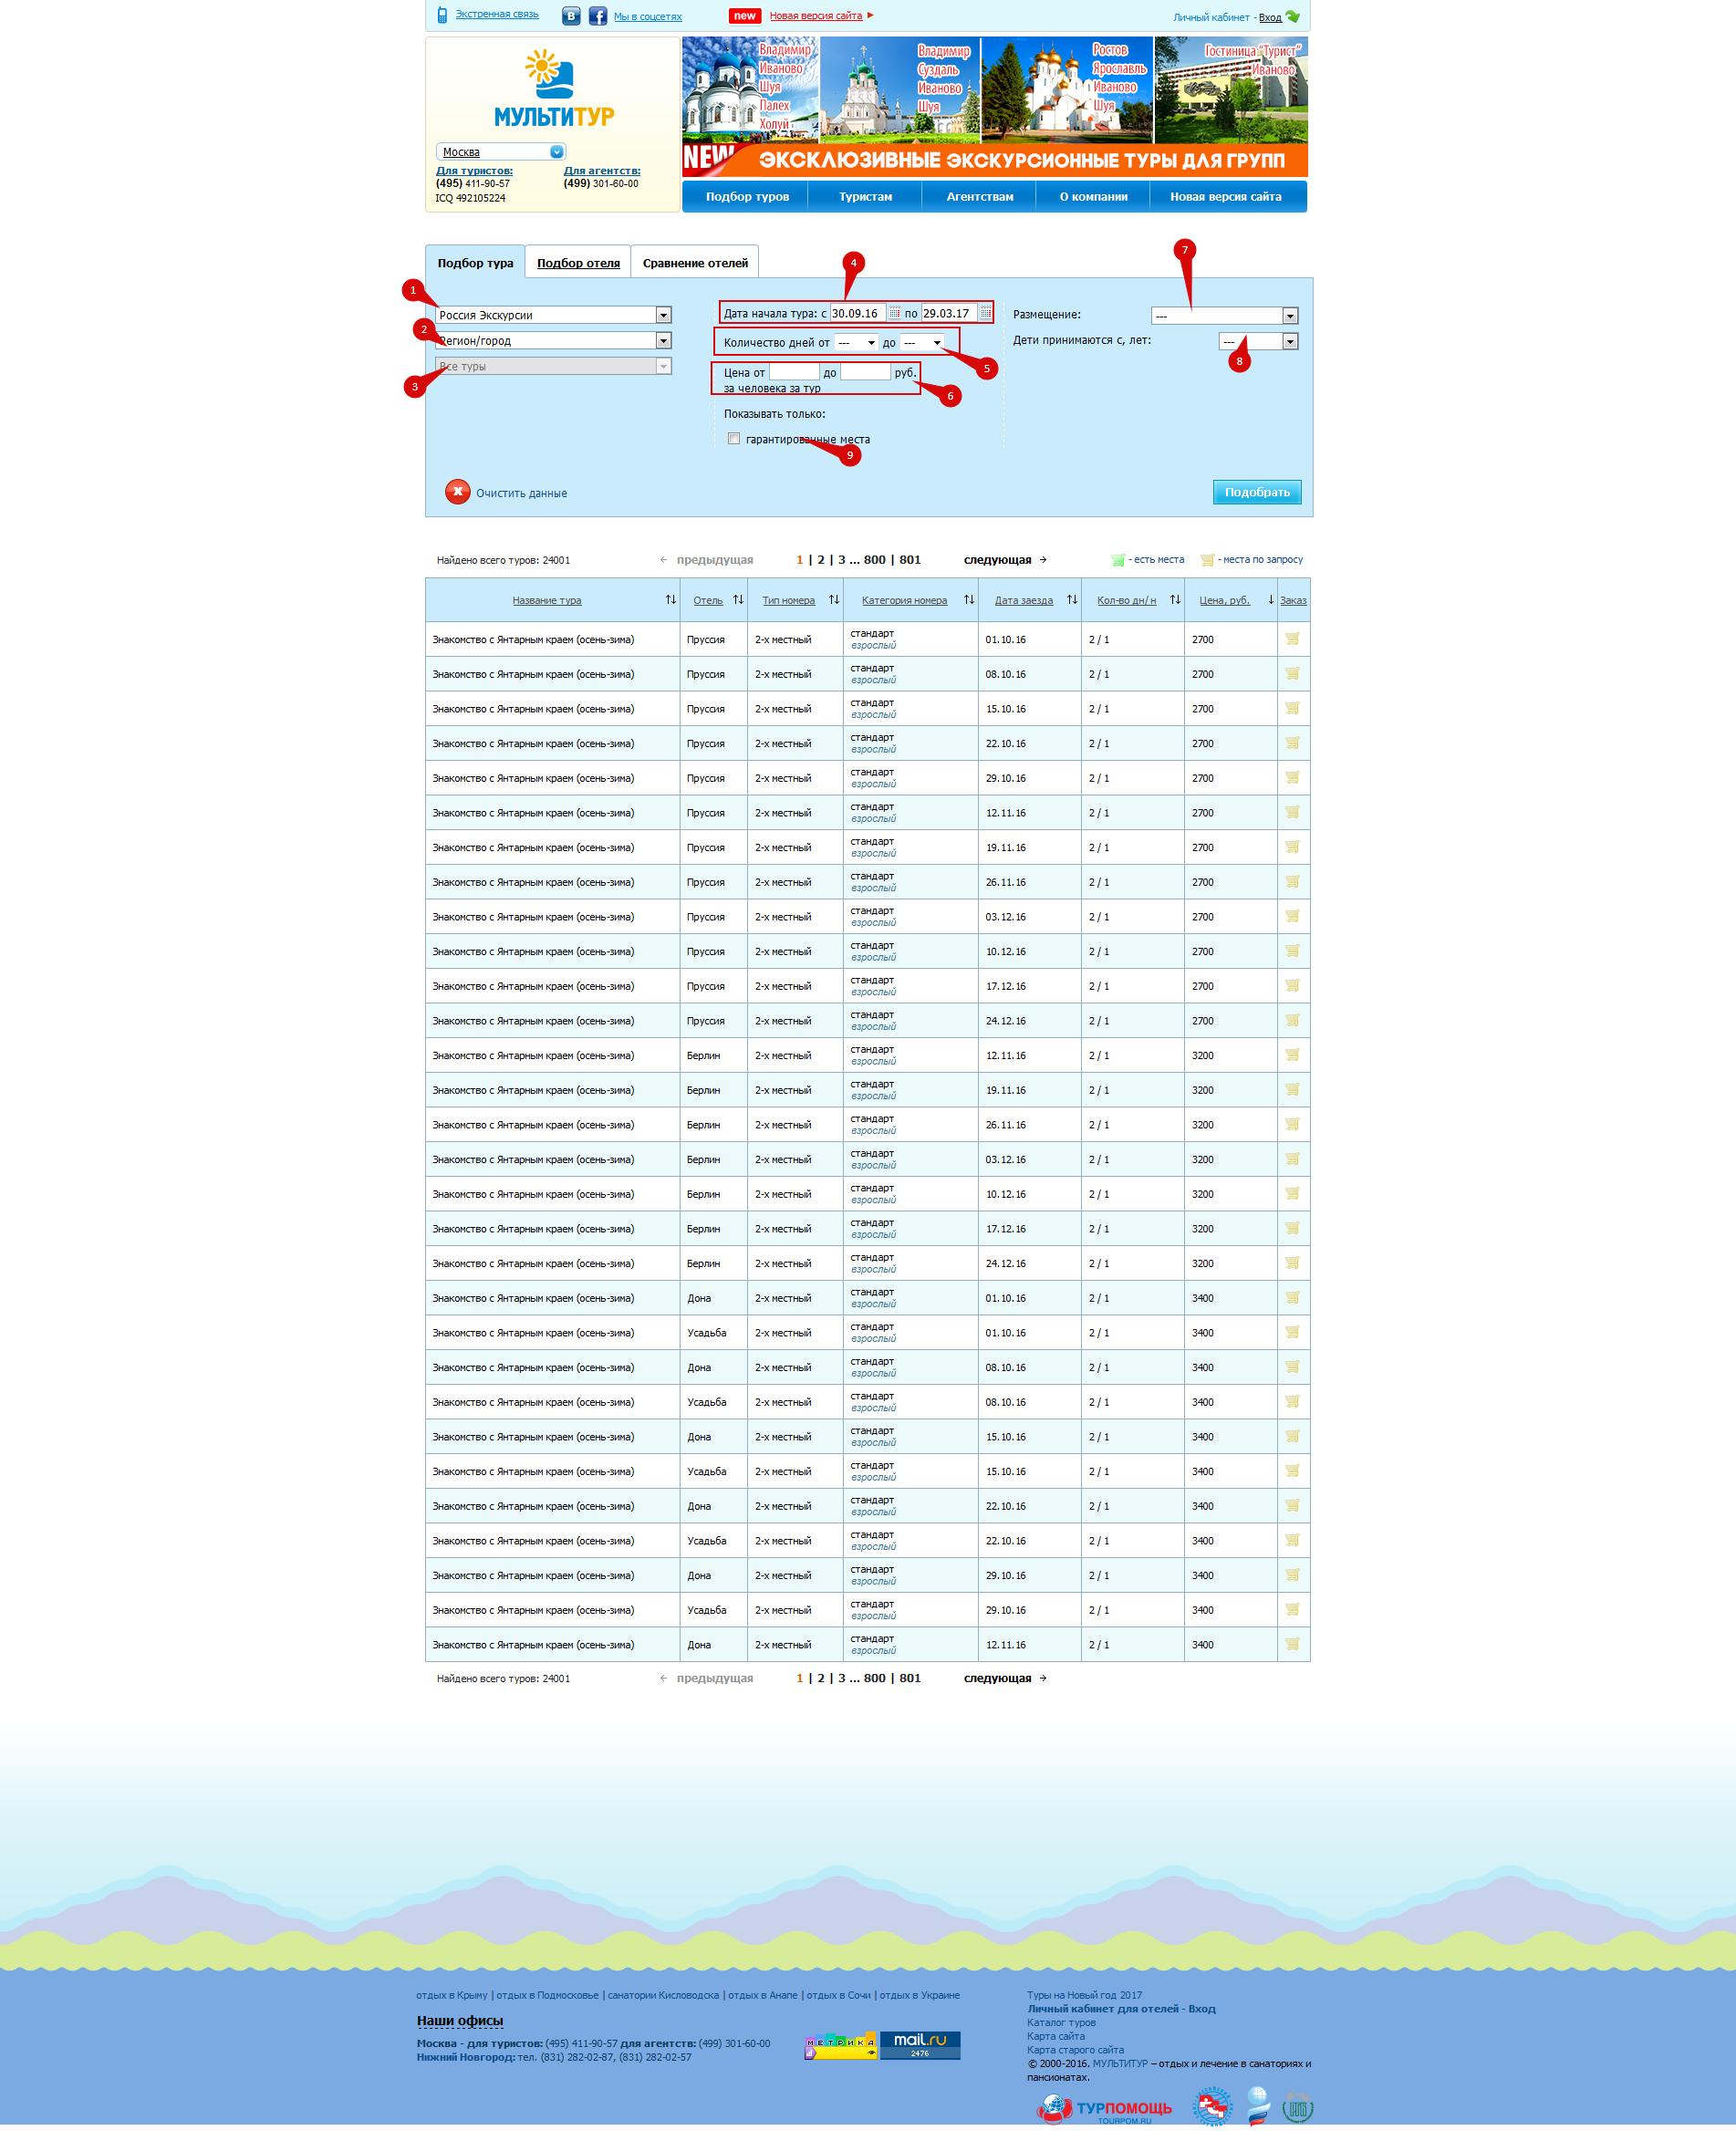 Экстренная связь
Мы в соцсетях
new Новая версия сайта
Личный кабинет - Вход
МУЛЬТИТУР
Москва
Для туристов: Для агентств:
(495) 411-90-57 (499) 301-60-00
ICQ 492105224
Владимир
Иваново
Шуя
Палех
Холуй
Владимир
Суздаль
Иваново
Шуя
Ростов
Ярославль
Иваново
Шуя
Гостиница "Турист"
Иваново
NEW ЭКСКЛЮЗИВНЫЕ ЭКСКУРСИОННЫЕ ТУРЫ ДЛЯ ГРУПП
Подбор туров Туристам Агентствам О компании Новая версия сайта
Подбор тура Подбор отеля Сравнение отелей
1
Россия Экскурсии
2
Регион/город
3
Все туры
4
Дата начала тура: с 30.09.16 по 29.03.17
Количество дней от --- до ---
5
Цена от до руб.
за человека за тур
6
Показывать только:
гарантированные места
9
7
Размещение: ---
Дети принимаются с, лет: ---
8
Очистить данные
Подобрать
Найдено всего туров: 24001 ← предыдущая 1 | 2 | 3 ... 800 | 801 следующая → - есть места - места по запросу
Название тура Отель Тип номера Категория номера Дата заезда Кол-во дн/ н Цена, руб. Заказ
Знакомство с Янтарным краем (осень-зима) Пруссия 2-х местный стандарт взрослый 01.10.16 2 / 1 2700
Знакомство с Янтарным краем (осень-зима) Пруссия 2-х местный стандарт взрослый 08.10.16 2 / 1 2700
Знакомство с Янтарным краем (осень-зима) Пруссия 2-х местный стандарт взрослый 15.10.16 2 / 1 2700
Знакомство с Янтарным краем (осень-зима) Пруссия 2-х местный стандарт взрослый 22.10.16 2 / 1 2700
Знакомство с Янтарным краем (осень-зима) Пруссия 2-х местный стандарт взрослый 29.10.16 2 / 1 2700
Знакомство с Янтарным краем (осень-зима) Пруссия 2-х местный стандарт взрослый 12.11.16 2 / 1 2700
Знакомство с Янтарным краем (осень-зима) Пруссия 2-х местный стандарт взрослый 19.11.16 2 / 1 2700
Знакомство с Янтарным краем (осень-зима) Пруссия 2-х местный стандарт взрослый 26.11.16 2 / 1 2700
Знакомство с Янтарным краем (осень-зима) Пруссия 2-х местный стандарт взрослый 03.12.16 2 / 1 2700
Знакомство с Янтарным краем (осень-зима) Пруссия 2-х местный стандарт взрослый 10.12.16 2 / 1 2700
Знакомство с Янтарным краем (осень-зима) Пруссия 2-х местный стандарт взрослый 17.12.16 2 / 1 2700
Знакомство с Янтарным краем (осень-зима) Пруссия 2-х местный стандарт взрослый 24.12.16 2 / 1 2700
Знакомство с Янтарным краем (осень-зима) Берлин 2-х местный стандарт взрослый 12.11.16 2 / 1 3200
Знакомство с Янтарным краем (осень-зима) Берлин 2-х местный стандарт взрослый 19.11.16 2 / 1 3200
Знакомство с Янтарным краем (осень-зима) Берлин 2-х местный стандарт взрослый 26.11.16 2 / 1 3200
Знакомство с Янтарным краем (осень-зима) Берлин 2-х местный стандарт взрослый 03.12.16 2 / 1 3200
Знакомство с Янтарным краем (осень-зима) Берлин 2-х местный стандарт взрослый 10.12.16 2 / 1 3200
Знакомство с Янтарным краем (осень-зима) Берлин 2-х местный стандарт взрослый 17.12.16 2 / 1 3200
Знакомство с Янтарным краем (осень-зима) Берлин 2-х местный стандарт взрослый 24.12.16 2 / 1 3200
Знакомство с Янтарным краем (осень-зима) Дона 2-х местный стандарт взрослый 01.10.16 2 / 1 3400
Знакомство с Янтарным краем (осень-зима) Усадьба 2-х местный стандарт взрослый 01.10.16 2 / 1 3400
Знакомство с Янтарным краем (осень-зима) Дона 2-х местный стандарт взрослый 08.10.16 2 / 1 3400
Знакомство с Янтарным краем (осень-зима) Усадьба 2-х местный стандарт взрослый 08.10.16 2 / 1 3400
Знакомство с Янтарным краем (осень-зима) Дона 2-х местный стандарт взрослый 15.10.16 2 / 1 3400
Знакомство с Янтарным краем (осень-зима) Усадьба 2-х местный стандарт взрослый 15.10.16 2 / 1 3400
Знакомство с Янтарным краем (осень-зима) Дона 2-х местный стандарт взрослый 22.10.16 2 / 1 3400
Знакомство с Янтарным краем (осень-зима) Усадьба 2-х местный стандарт взрослый 22.10.16 2 / 1 3400
Знакомство с Янтарным краем (осень-зима) Дона 2-х местный стандарт взрослый 29.10.16 2 / 1 3400
Знакомство с Янтарным краем (осень-зима) Усадьба 2-х местный стандарт взрослый 29.10.16 2 / 1 3400
Знакомство с Янтарным краем (осень-зима) Дона 2-х местный стандарт взрослый 12.11.16 2 / 1 3400
Найдено всего туров: 24001 ← предыдущая 1 | 2 | 3 ... 800 | 801 следующая →
отдых в Крыму | отдых в Подмосковье | санатории Кисловодска | отдых в Анапе | отдых в Сочи | отдых в Украине
Наши офисы
Москва - для туристов: (495) 411-90-57 для агентств: (499) 301-60-00
Нижний Новгород: тел. (831) 282-02-87, (831) 282-02-57
МЕТРИКА
mail.ru
2476
Туры на Новый год 2017
Личный кабинет для отелей - Вход
Каталог туров
Карта сайта
Карта старого сайта
© 2000-2016. МУЛЬТИТУР – отдых и лечение в санаториях и
пансионатах.
ТУРПОМОЩЬ
TOURPOM.RU